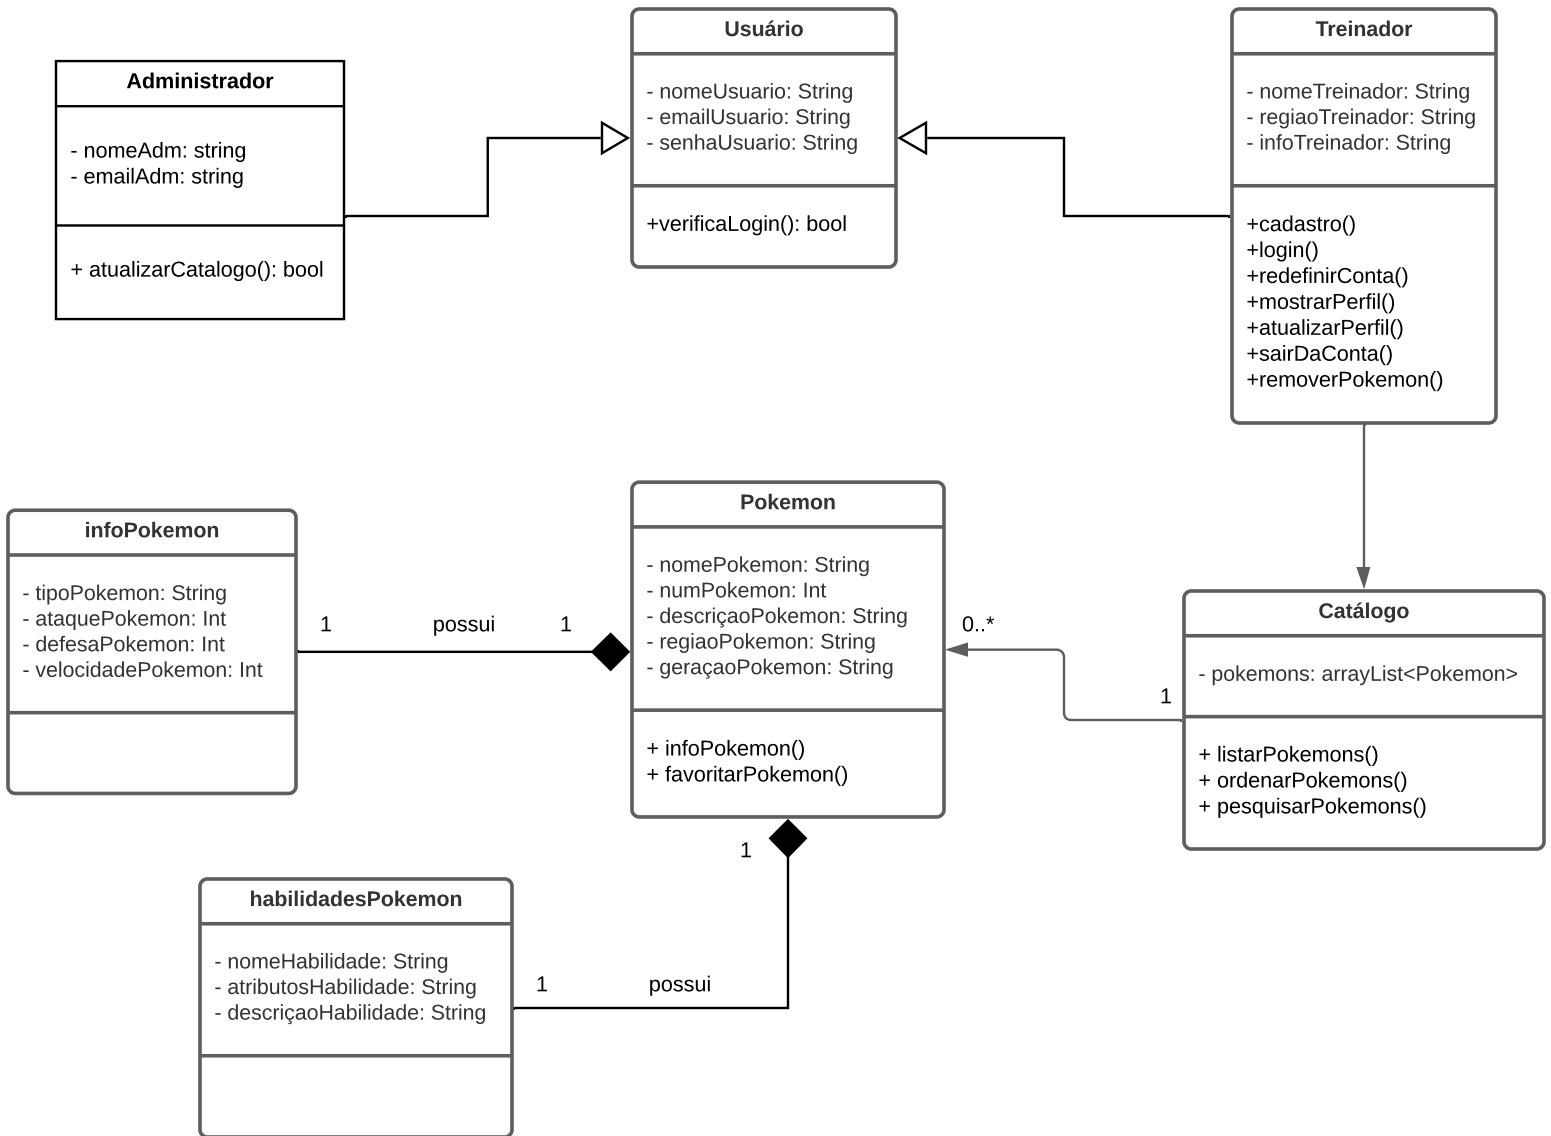 Usuário
- nomeUsuario: String
- emailUsuario: String
- senhaUsuario: String
+verificaLogin(): bool
Treinador
- nomeTreinador: String
- regiaoTreinador: String
- infoTreinador: String
+cadastro()
+login()
+redefinirConta()
+mostrarPerfil()
+atualizarPerfil()
+sairDaConta()
+removerPokemon()
Administrador
- nomeAdm: string
- emailAdm: string
+ atualizarCatalogo(): bool
Pokemon
- nomePokemon: String
- numPokemon: Int
- descriçaoPokemon: String
- regiaoPokemon: String
- geraçaoPokemon: String
+ infoPokemon()
+ favoritarPokemon()
infoPokemon
- tipoPokemon: String
- ataquePokemon: Int
- defesaPokemon: Int
- velocidadePokemon: Int
1
possui
1
0..*
1
Catálogo
- pokemons: arrayList<Pokemon>
+ listarPokemons()
+ ordenarPokemons()
+ pesquisarPokemons()
1
habilidadesPokemon
- nomeHabilidade: String
- atributosHabilidade: String
- descriçaoHabilidade: String
1
possui